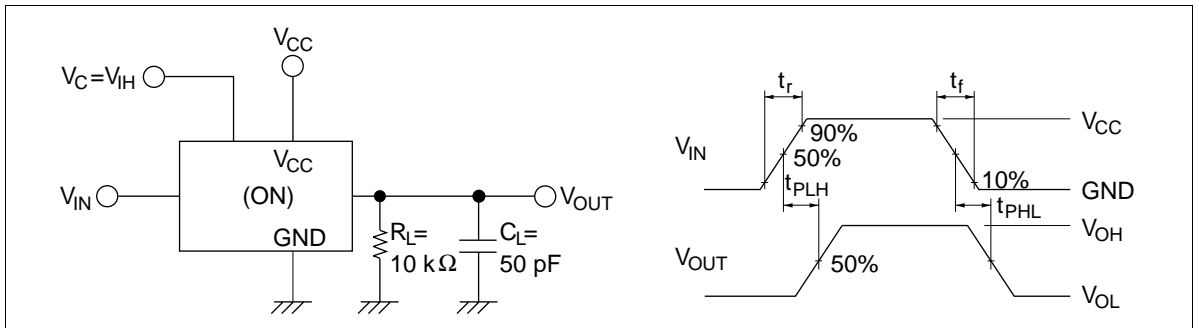 VCC
VC=VIH
VCC
VIN
(ON)
VOUT
GND
RL=
10 kΩ
CL=
50 pF
tr
tf
VIN
90%
50%
VCC
tPLH
10%
GND
tPHL
VOH
VOUT
50%
VOL